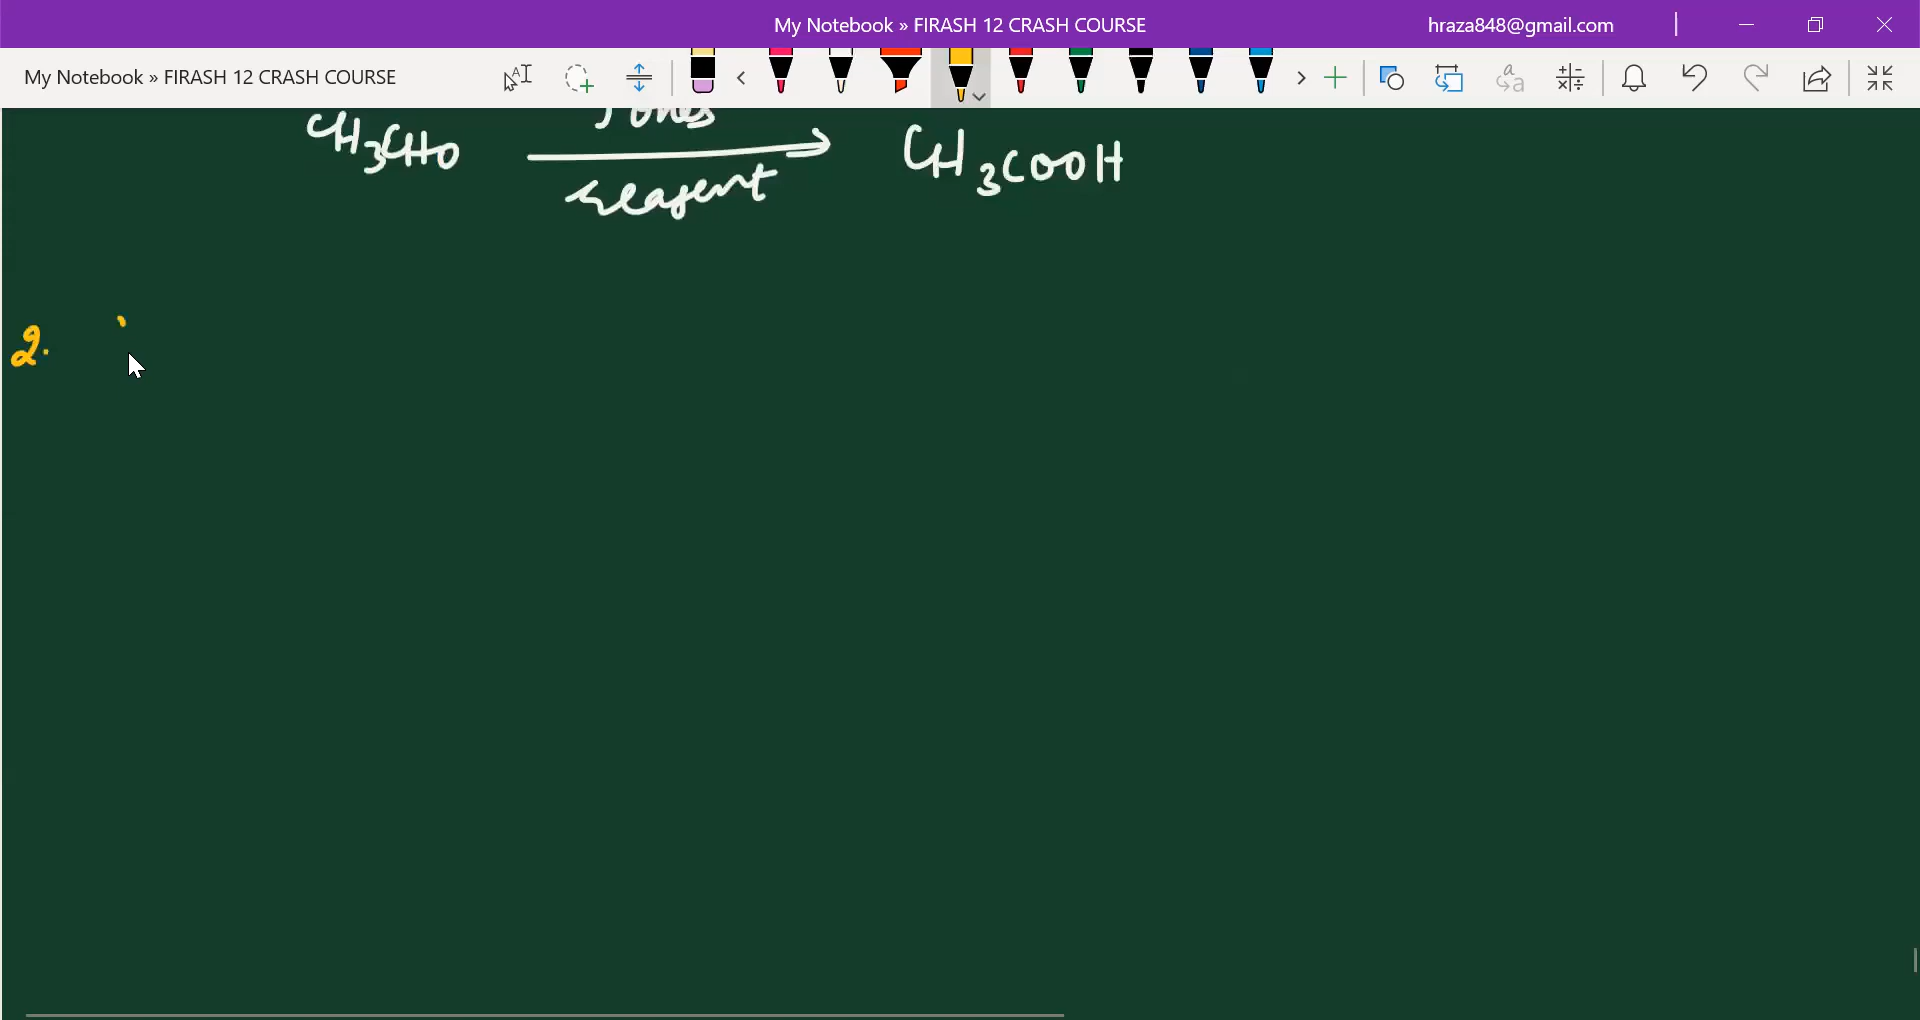 My Notebook » FIRASH 12 CRASH COURSE
hraza848@gmail.com
My Notebook » FIRASH 12 CRASH COURSE
CH3CHO Jones reagent → CH3COOH
2.